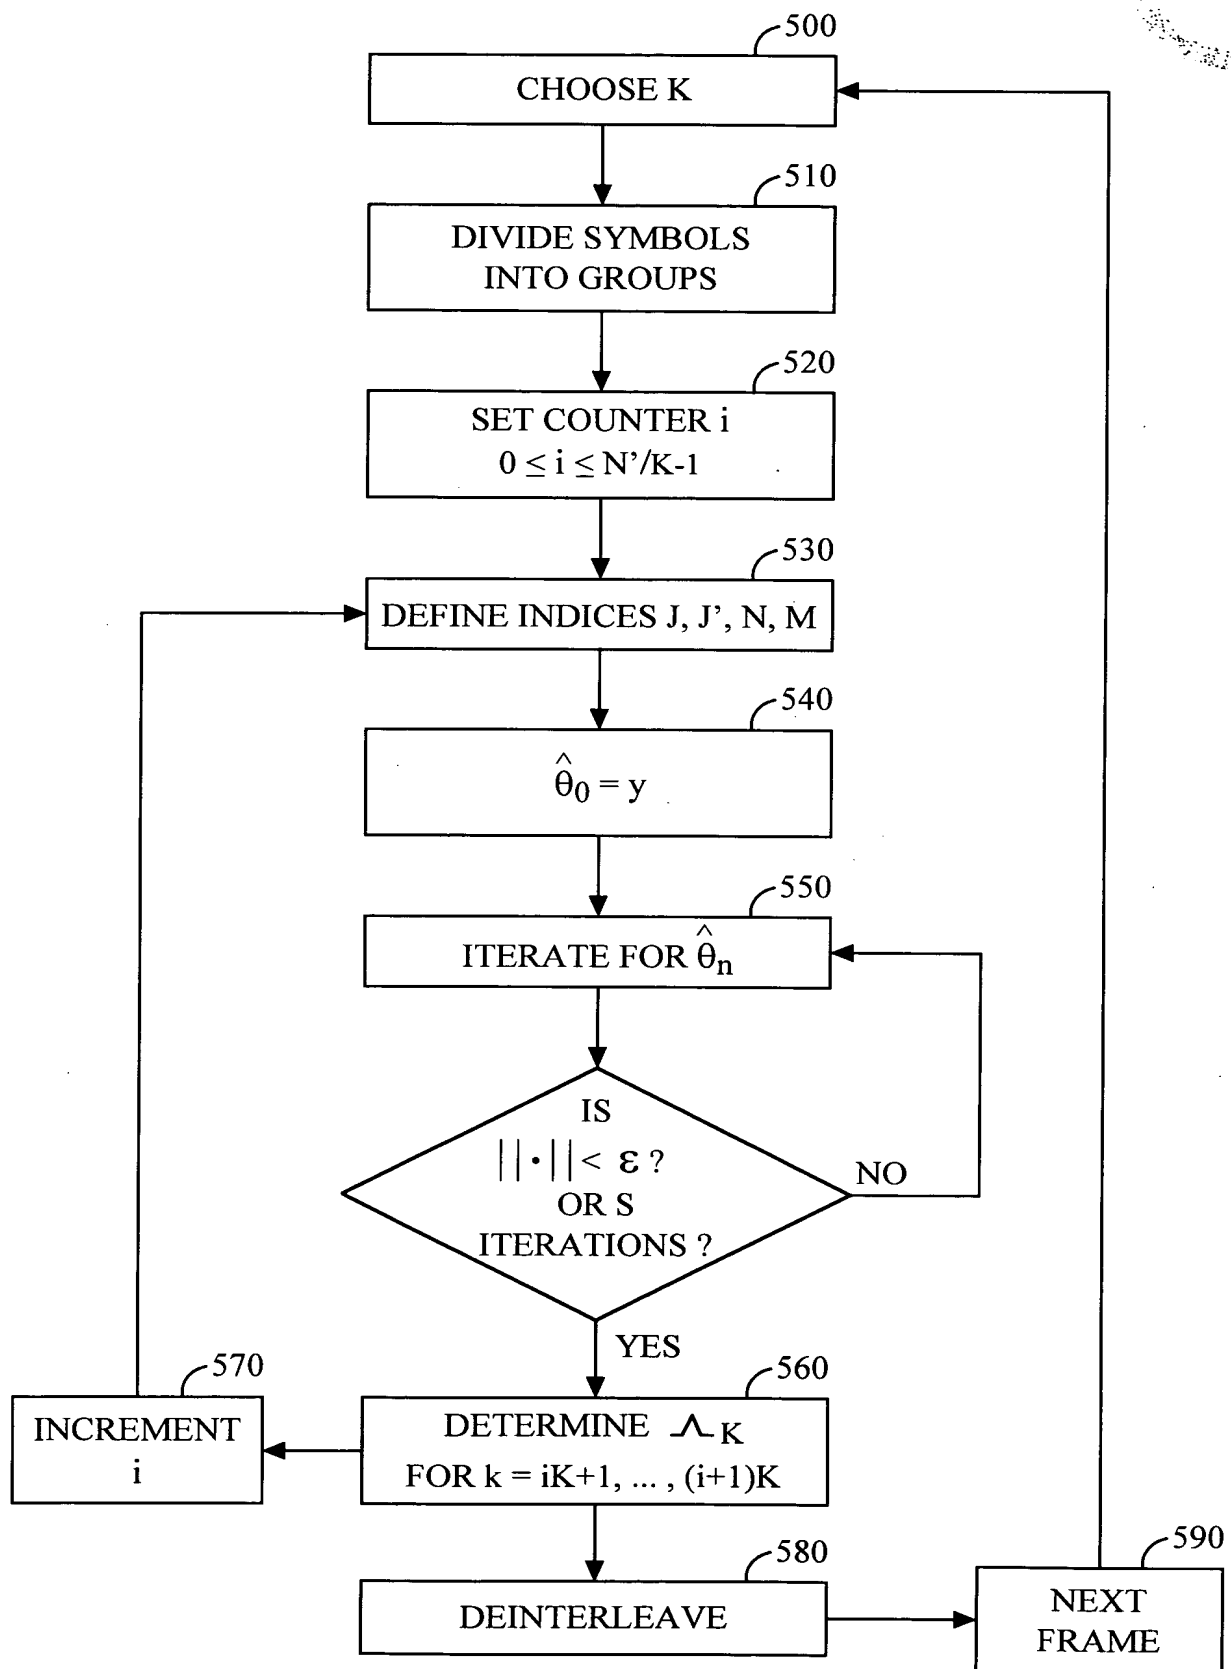 500
CHOOSE K
510
DIVIDE SYMBOLS
INTO GROUPS
520
SET COUNTER i
0 ≤ i ≤ N’/K-1
530
DEFINE INDICES J, J’, N, M
540
θ̂₀ = y
550
ITERATE FOR θ̂ₙ
IS
||·||< ε ?
OR S
ITERATIONS ?
NO
YES
570
INCREMENT
i
560
DETERMINE Λ_K
FOR k = iK+1, ... , (i+1)K
580
DEINTERLEAVE
590
NEXT
FRAME